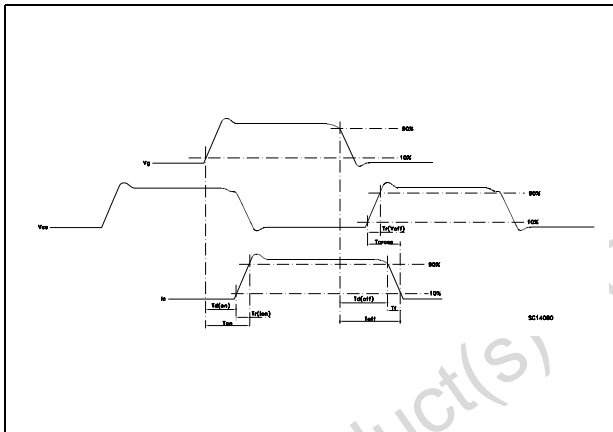 90%
Vg
10%
90%
Vce
10%
Tr(Voff)
Tcross
90%
Ic
10%
Td(on)
Td(off)
Tf
Tr(Ion)
Ton
Toff
SC14080
duct(s)